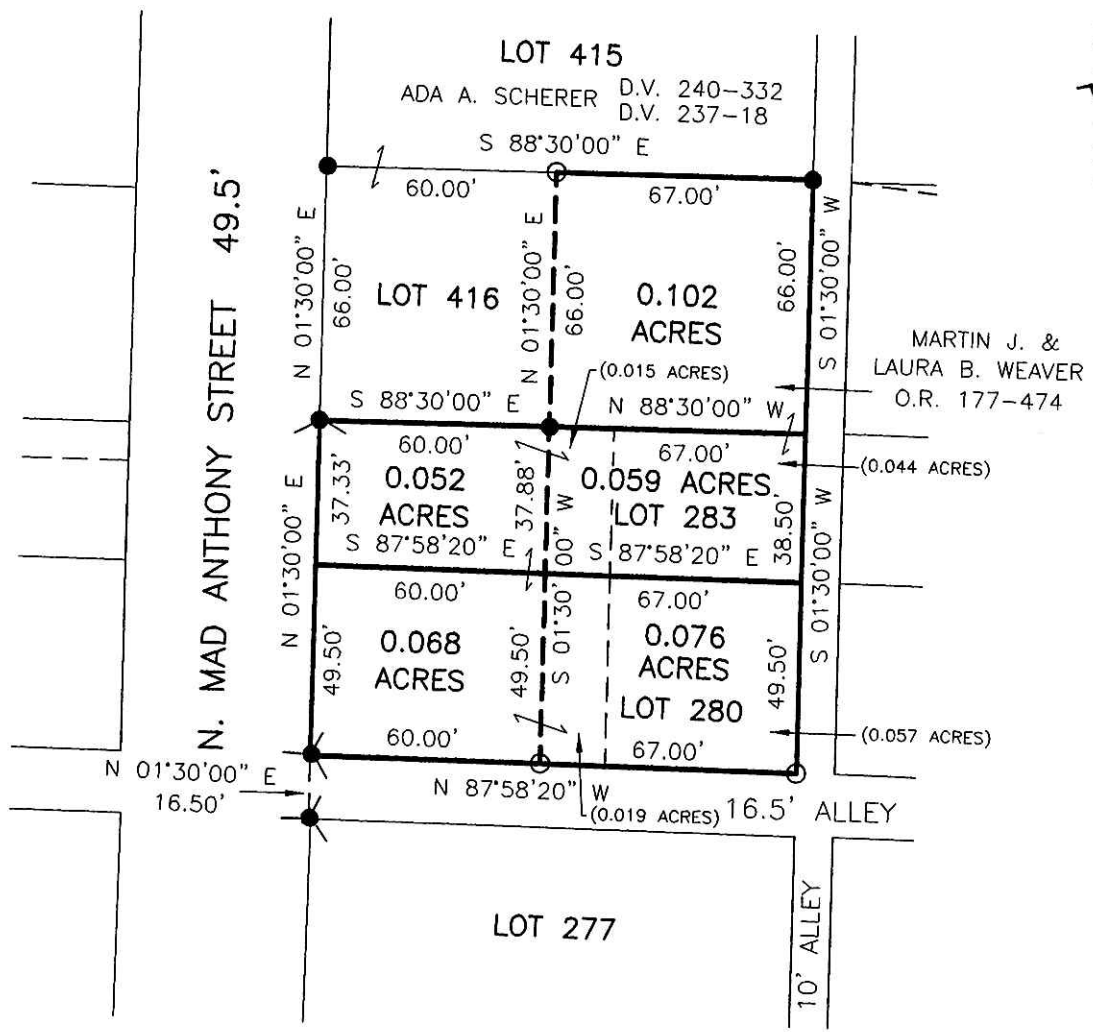 LOT 415
ADA A. SCHERER
D.V. 240-332
D.V. 237-18
S 88°30'00" E
60.00'
67.00'
N. MAD ANTHONY STREET 49.5'
N 01°30'00" E
66.00'
LOT 416
N 01°30'00" E
66.00'
0.102
ACRES
66.00'
S 01°30'00" W
MARTIN J. &
LAURA B. WEAVER
O.R. 177-474
(0.015 ACRES)
S 88°30'00" E
N 88°30'00" W
60.00'
67.00'
(0.044 ACRES)
N 01°30'00" E
37.33'
0.052
ACRES
37.88'
0.059 ACRES
LOT 283
38.50'
S 01°30'00" W
S 87°58'20" E
S 87°58'20" E
S 01°30'00" W
60.00'
67.00'
49.50'
0.068
ACRES
49.50'
0.076
ACRES
LOT 280
49.50'
(0.057 ACRES)
60.00'
67.00'
N 01°30'00" E
16.50'
N 87°58'20" W
(0.019 ACRES)
16.5' ALLEY
LOT 277
10' ALLEY